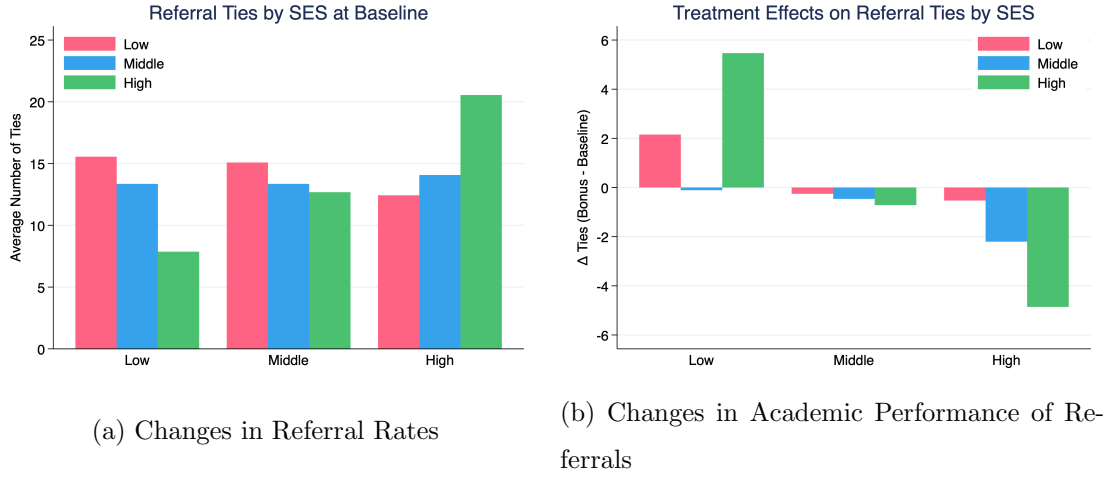 Referral Ties by SES at Baseline
25
20
15
10
5
0
Average Number of Ties
Low
Middle
High
Low
Middle
High
(a) Changes in Referral Rates
Treatment Effects on Referral Ties by SES
6
4
2
0
-2
-4
-6
Δ Ties (Bonus - Baseline)
Low
Middle
High
Low
Middle
High
(b) Changes in Academic Performance of Re-
ferrals